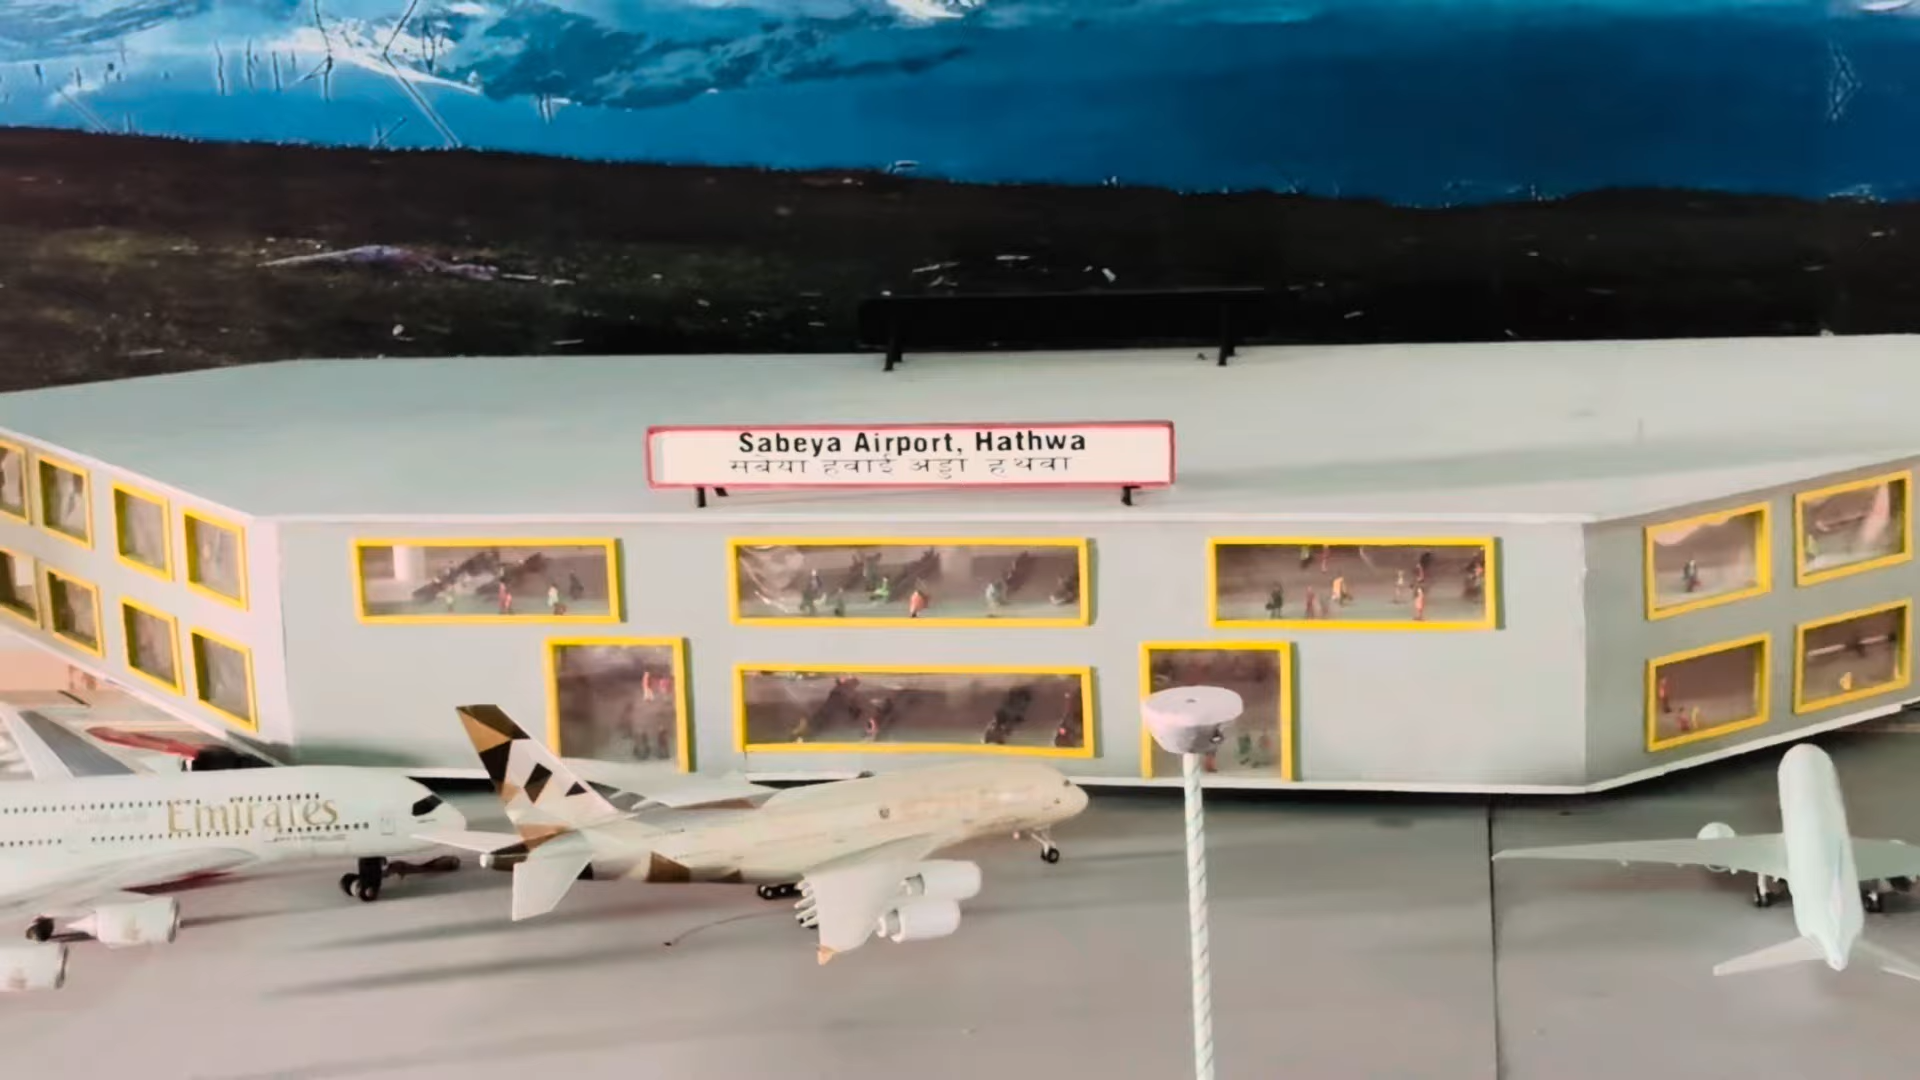 Sabeya Airport, Hathwa
सबेया हवाई अड्डा हथवा
Emirates